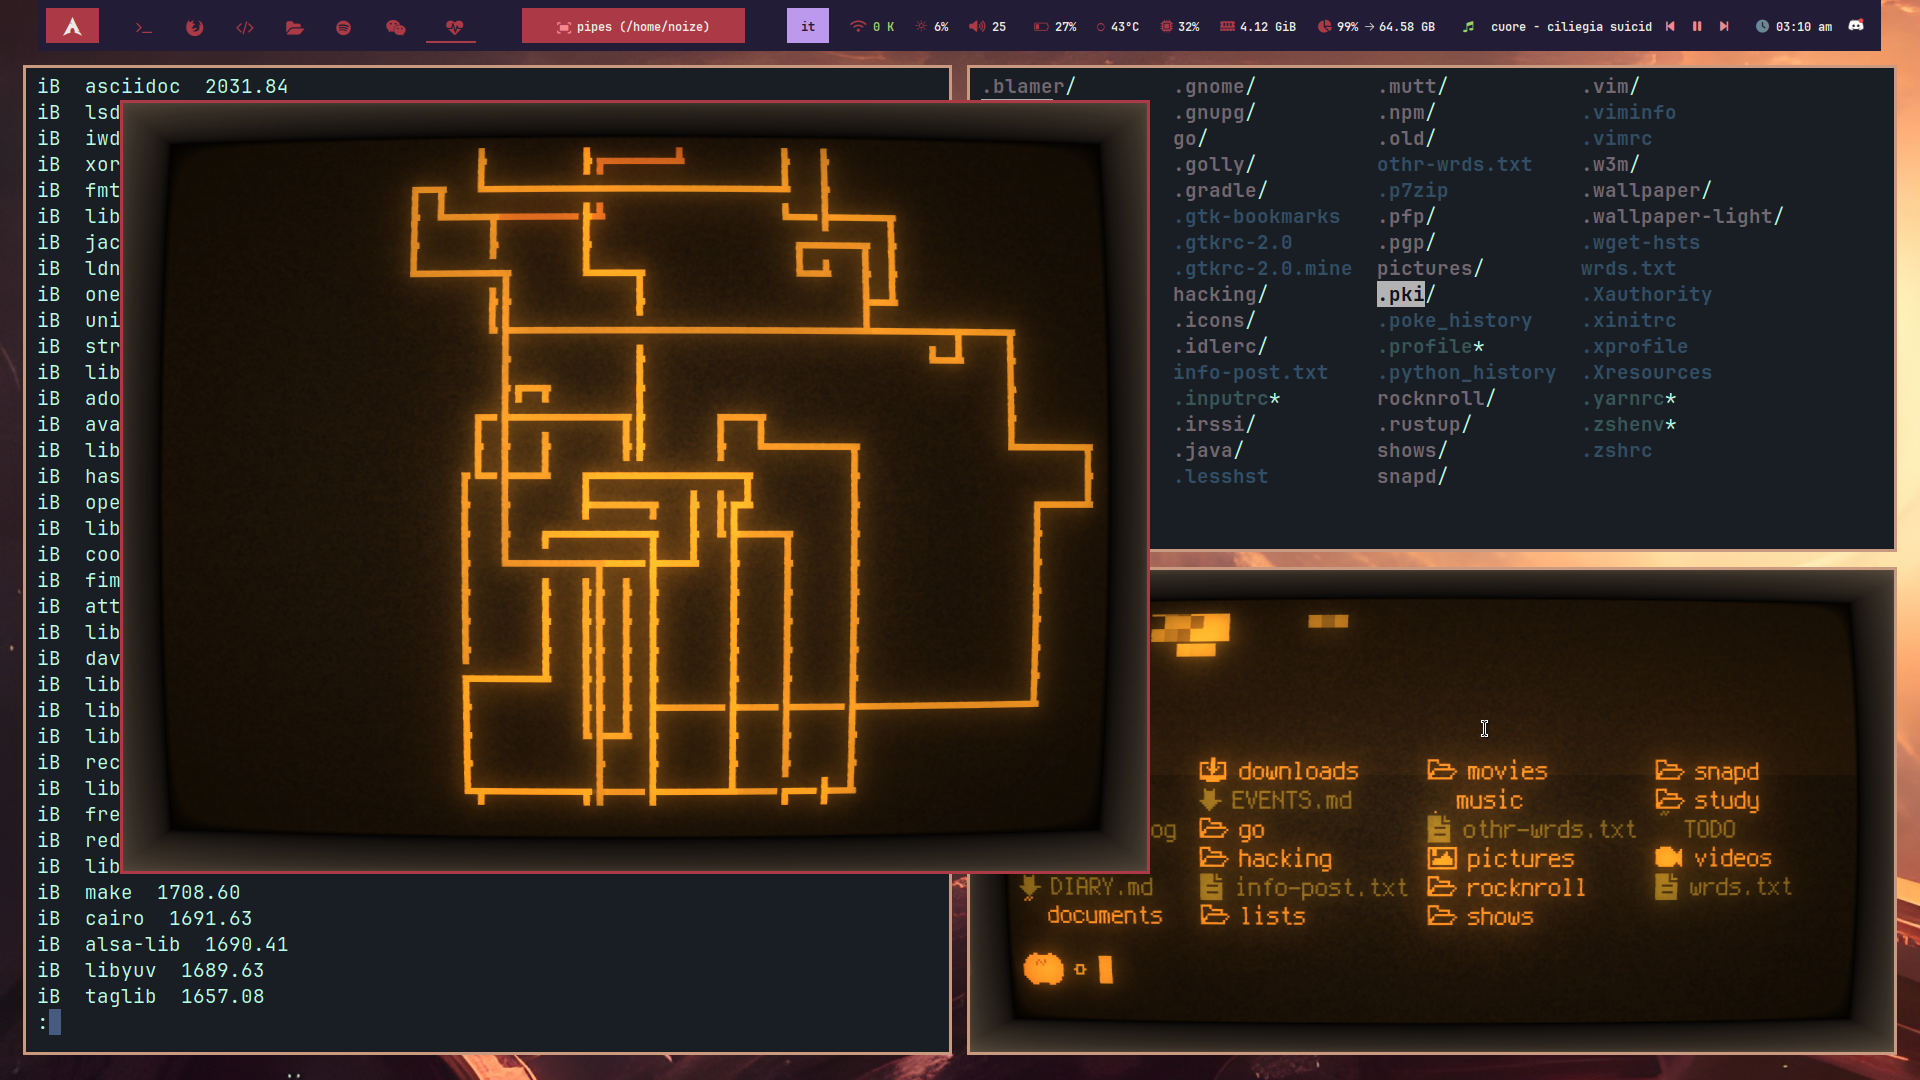 pipes (/home/noize) it 0 K 6% 25 27% 43°C 32% 4.12 GiB 99% → 64.58 GB cuore - ciliegia suicid 03:10 am
iB asciidoc 2031.84
iB lsd
iB iwd
iB xor
iB fmt
iB lib
iB jac
iB ldn
iB one
iB uni
iB str
iB lib
iB ado
iB ava
iB lib
iB has
iB ope
iB lib
iB coo
iB fim
iB att
iB lib
iB dav
iB lib
iB lib
iB lib
iB rec
iB lib
iB fre
iB red
iB lib
iB make 1708.60
iB cairo 1691.63
iB alsa-lib 1690.41
iB libyuv 1689.63
iB taglib 1657.08
:
.blamer/ .gnome/ .mutt/ .vim/
.gnupg/ .npm/ .viminfo
go/ .old/ .vimrc
.golly/ othr-wrds.txt .w3m/
.gradle/ .p7zip .wallpaper/
.gtk-bookmarks .pfp/ .wallpaper-light/
.gtkrc-2.0 .pgp/ .wget-hsts
.gtkrc-2.0.mine pictures/ wrds.txt
hacking/ .pki/ .Xauthority
.icons/ .poke_history .xinitrc
.idlerc/ .profile* .xprofile
info-post.txt .python_history .Xresources
.inputrc* rocknroll/ .yarnrc*
.irssi/ .rustup/ .zshenv*
.java/ shows/ .zshrc
.lesshst snapd/
downloads movies snapd
EVENTS.md music study
og go othr-wrds.txt TODO
hacking pictures videos
DIARY.md info-post.txt rocknroll wrds.txt
documents lists shows